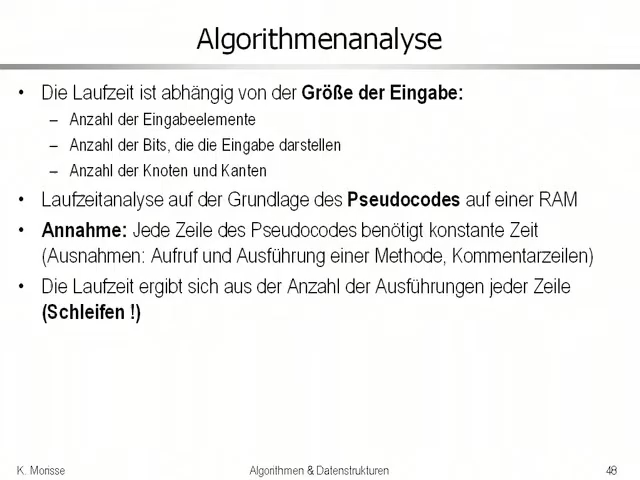 Algorithmenanalyse
• Die Laufzeit ist abhängig von der Größe der Eingabe:
– Anzahl der Eingabeelemente
– Anzahl der Bits, die die Eingabe darstellen
– Anzahl der Knoten und Kanten
• Laufzeitanalyse auf der Grundlage des Pseudocodes auf einer RAM
• Annahme: Jede Zeile des Pseudocodes benötigt konstante Zeit
(Ausnahmen: Aufruf und Ausführung einer Methode, Kommentarzeilen)
• Die Laufzeit ergibt sich aus der Anzahl der Ausführungen jeder Zeile
(Schleifen !)
K. Morisse
Algorithmen & Datenstrukturen
48